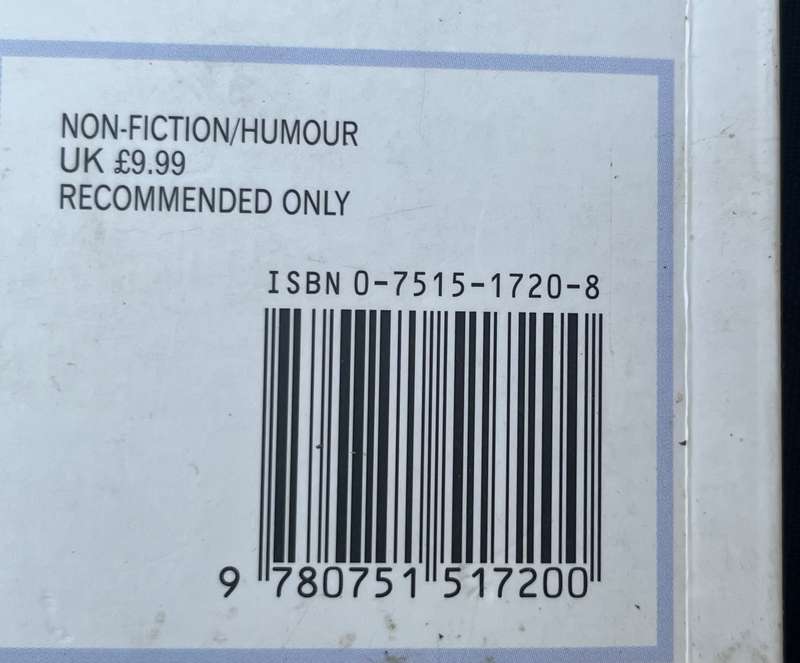 NON-FICTION/HUMOUR
UK £9.99
RECOMMENDED ONLY
ISBN 0-7515-1720-8
9 780751 517200